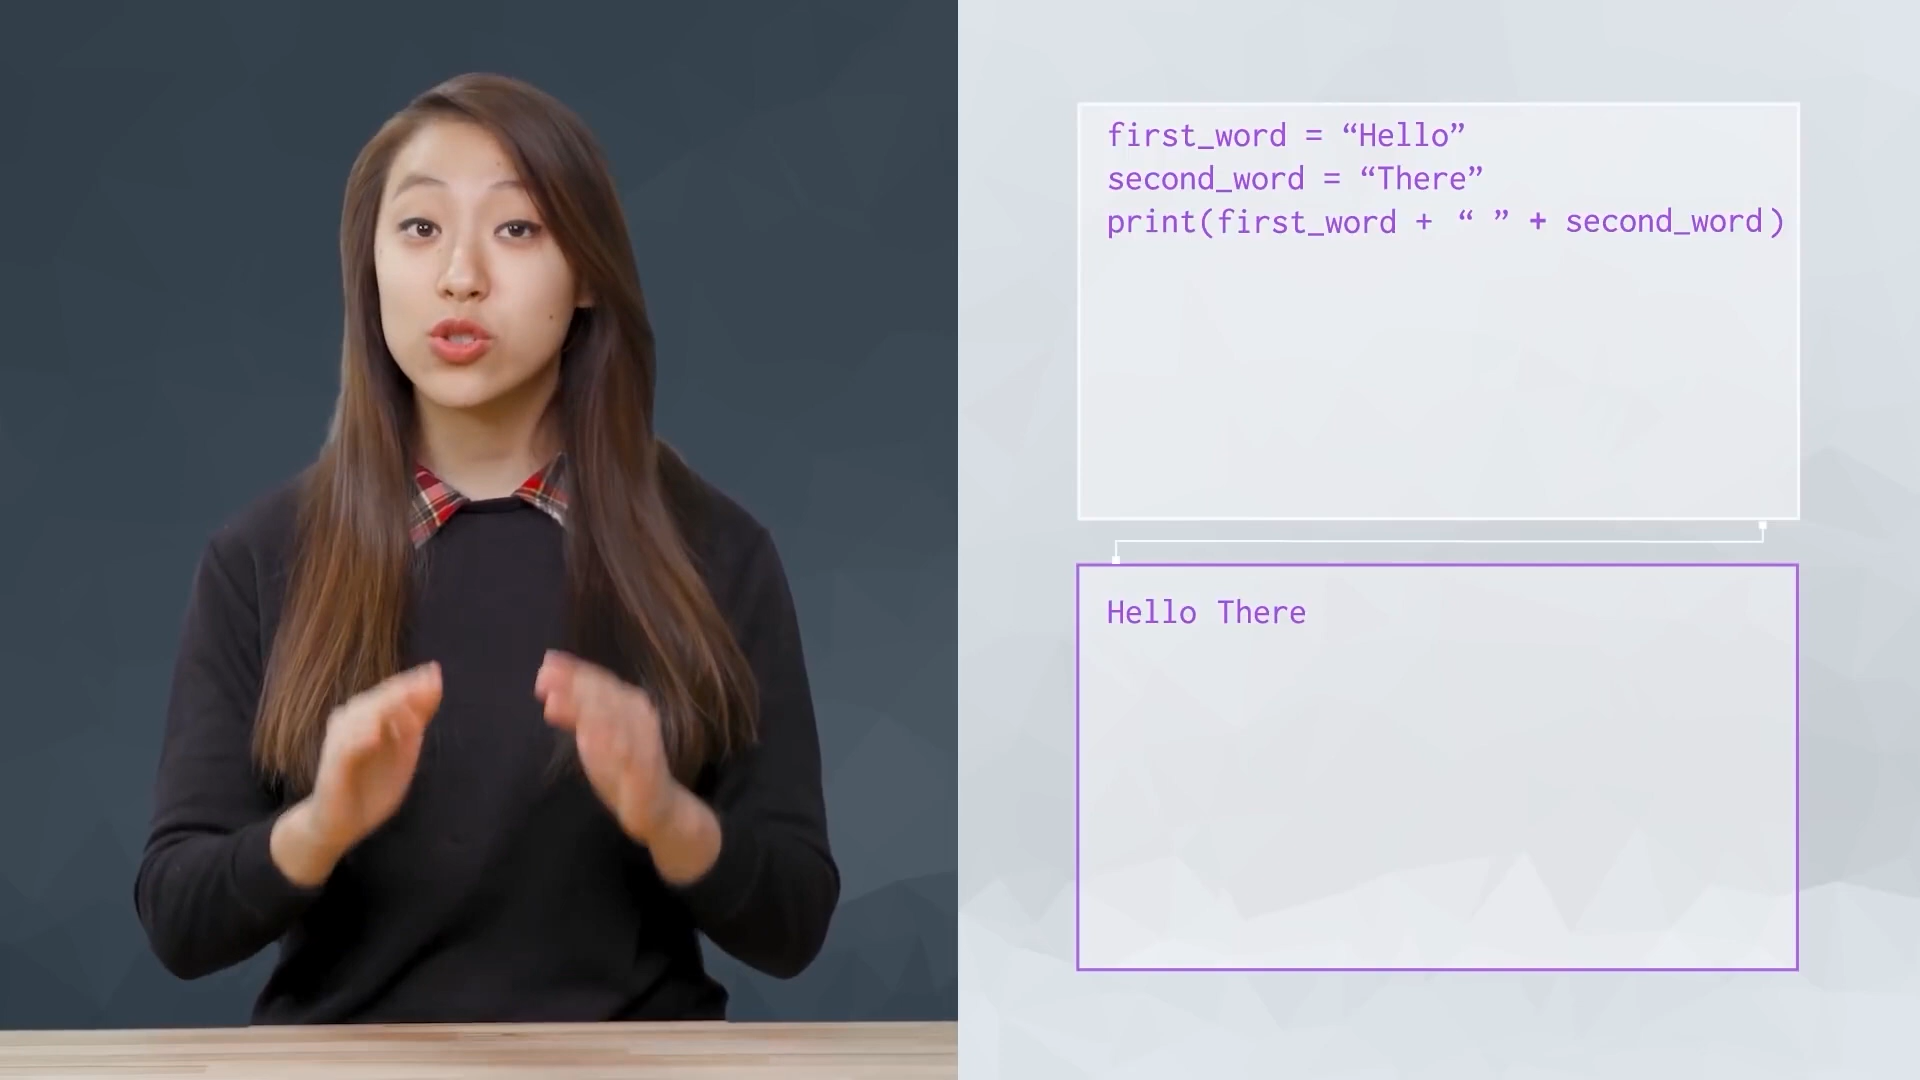 first_word = “Hello”
second_word = “There”
print(first_word + “ ” + second_word)
Hello There